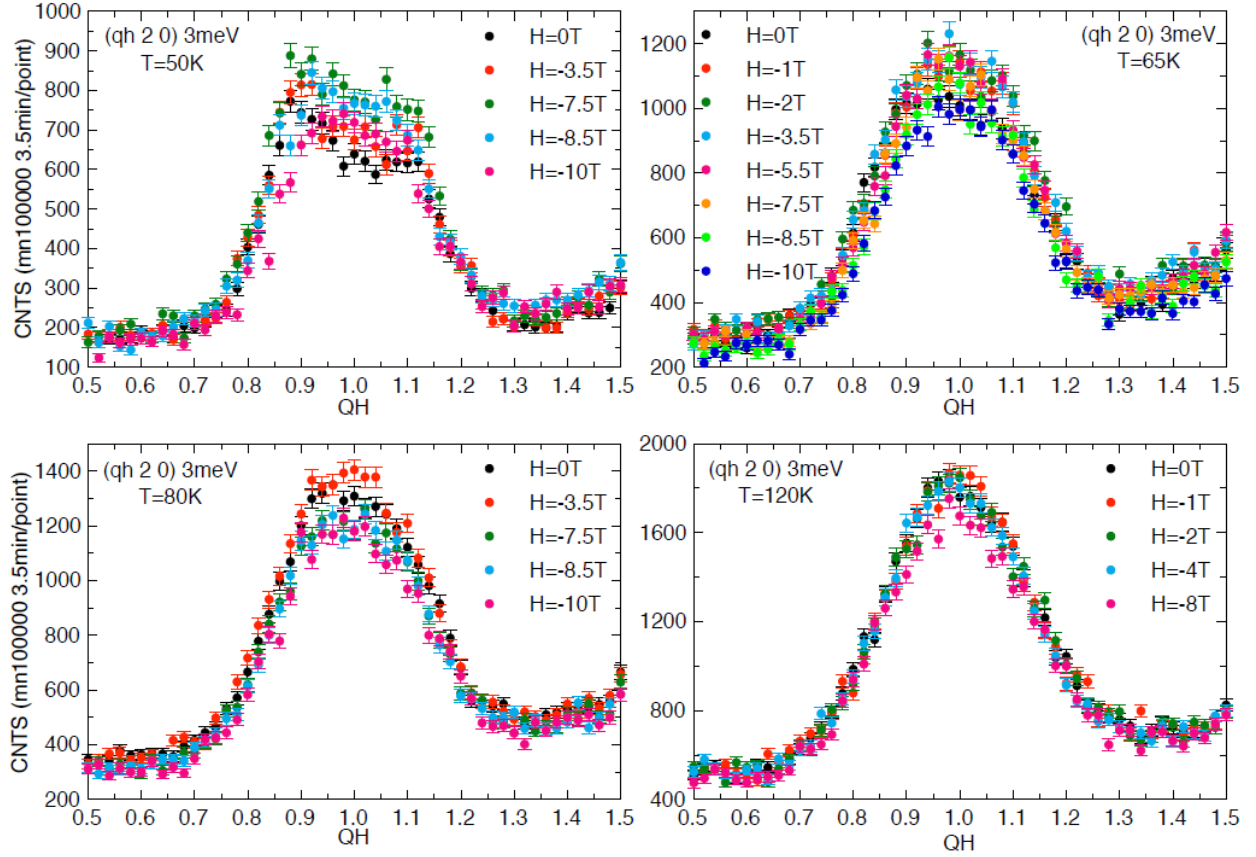 CNTS (mn10000 3.5min/point)
1000
900
800
700
600
500
400
300
200
100
(qh 2 0) 3meV
T=50K
H=0T
H=-3.5T
H=-7.5T
H=-8.5T
H=-10T
0.5 0.6 0.7 0.8 0.9 1.0 1.1 1.2 1.3 1.4 1.5
QH
1200
1000
800
600
400
200
H=0T
H=-1T
H=-2T
H=-3.5T
H=-5.5T
H=-7.5T
H=-8.5T
H=-10T
(qh 2 0) 3meV
T=65K
0.5 0.6 0.7 0.8 0.9 1.0 1.1 1.2 1.3 1.4 1.5
QH
CNTS (mn100000 3.5min/point)
1400
1200
1000
800
600
400
200
(qh 2 0) 3meV
T=80K
H=0T
H=-3.5T
H=-7.5T
H=-8.5T
H=-10T
0.5 0.6 0.7 0.8 0.9 1.0 1.1 1.2 1.3 1.4 1.5
QH
2000
1600
1200
800
400
(qh 2 0) 3meV
T=120K
H=0T
H=-1T
H=-2T
H=-4T
H=-8T
0.5 0.6 0.7 0.8 0.9 1.0 1.1 1.2 1.3 1.4 1.5
QH